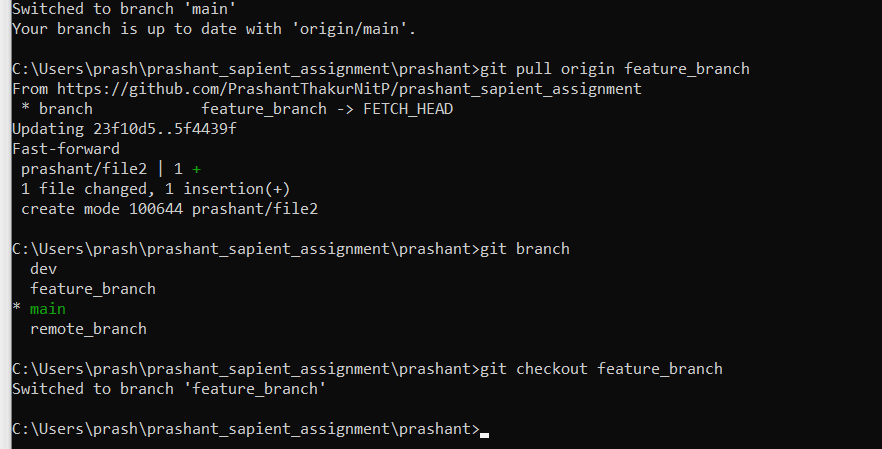 Switched to branch 'main'
Your branch is up to date with 'origin/main'.
C:\Users\prash\prashant_sapient_assignment\prashant>git pull origin feature_branch
From https://github.com/PrashantThakurNitP/prashant_sapient_assignment
 * branch            feature_branch -> FETCH_HEAD
Updating 23f10d5..5f4439f
Fast-forward
 prashant/file2 | 1 +
 1 file changed, 1 insertion(+)
 create mode 100644 prashant/file2
C:\Users\prash\prashant_sapient_assignment\prashant>git branch
  dev
  feature_branch
* main
  remote_branch
C:\Users\prash\prashant_sapient_assignment\prashant>git checkout feature_branch
Switched to branch 'feature_branch'
C:\Users\prash\prashant_sapient_assignment\prashant>